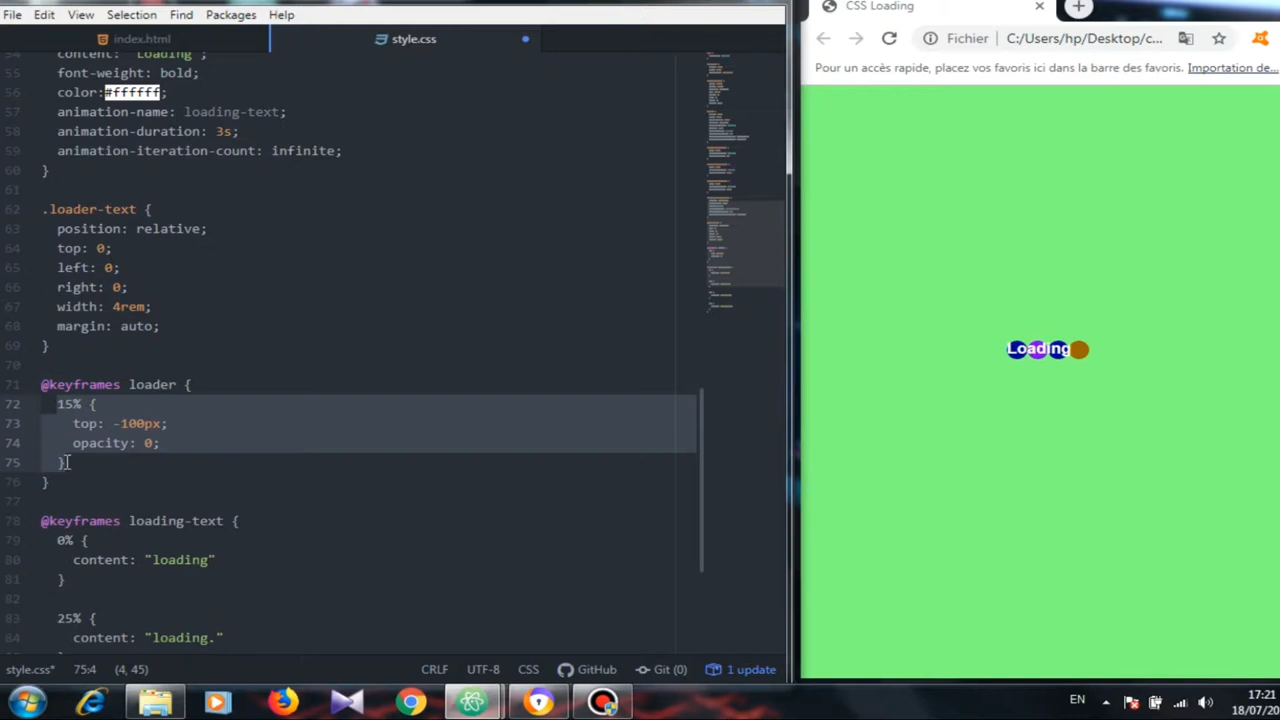 File Edit View Selection Find Packages Help
index.html
style.css
CSS Loading
Fichier
C:/Users/hp/Desktop/c...
Pour un accès rapide, placez vos favoris ici dans la barre des favoris. Importation de...
54 content: "Loading";
55 font-weight: bold;
color:#ffffff;
animation-name: loading-text;
58 animation-duration: 3s;
59 animation-iteration-count: infinite;
60 }
61
62 .loader-text {
63 position: relate;
64 top: 0;
65 left: 0;
66 right: 0;
67 width: 4rem;
68 margin: auto;
69 }
70
71 @keyframes loader {
72 15% {
73 top: -100px;
74 opacity: 0;
75 }
76 }
77
78 @keyframes loading-text {
79 0% {
80 content: "loading"
81 }
83 25% {
84 content: "loading."
Loading
style.css* 75:4 (4, 45) CRLF UTF-8 CSS GitHub Git (0) 1 update
EN
17:21
18/07/20